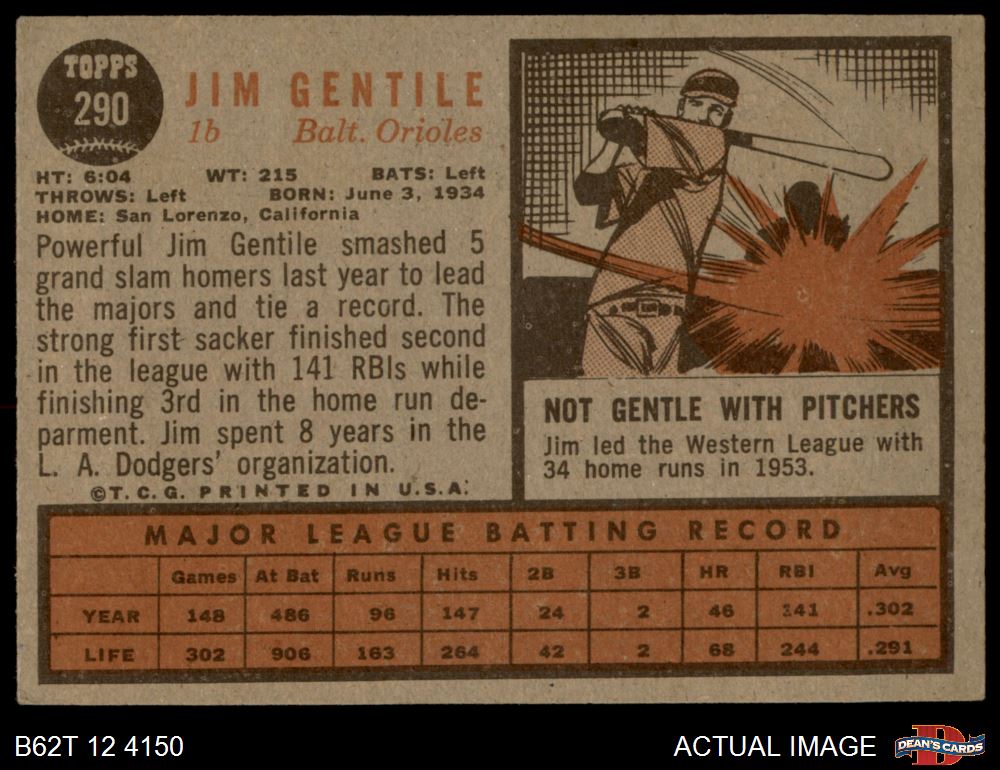 TOPPS
290
JIM GENTILE
1b Balt. Orioles
HT: 6:04 WT: 215 BATS: Left
THROWS: Left BORN: June 3, 1934
HOME: San Lorenzo, California
Powerful Jim Gentile smashed 5
grand slam homers last year to lead
the majors and tie a record. The
strong first sacker finished second
in the league with 141 RBIs while
finishing 3rd in the home run de-
parment. Jim spent 8 years in the
L. A. Dodgers' organization.
©T. C. G. PRINTED IN U.S.A.
NOT GENTLE WITH PITCHERS
Jim led the Western League with
34 home runs in 1953.
MAJOR LEAGUE BATTING RECORD
Games At Bat Runs Hits 2B 3B HR RBI Avg
YEAR 148 486 96 147 24 2 46 141 .302
LIFE 302 906 163 264 42 2 68 244 .291
B62T 12 4150
ACTUAL IMAGE
DEAN'S CARDS